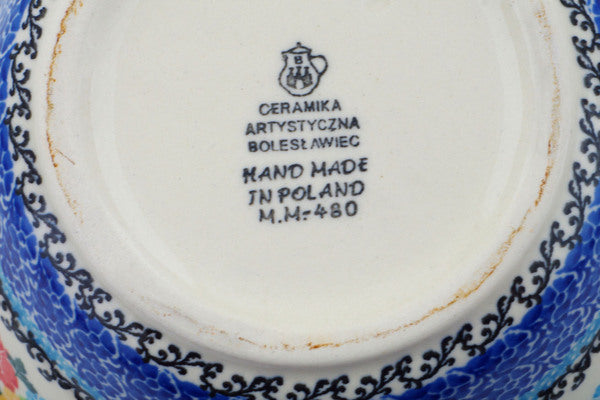 B
CERAMIKA
ARTYSTYCZNA
BOLESŁAWIEC
HAND MADE
IN POLAND
M.M-480